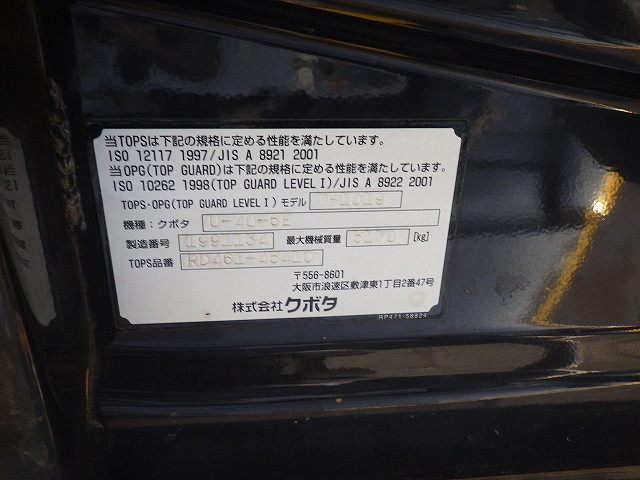 当TOPSは下記の規格に定める性能を満たしています。
ISO 12117 1997/JIS A 8921 2001
当OPG(TOP GUARD)は下記の規格に定める性能を満たしています。
ISO 10262 1998(TOP GUARD LEVEL I)/JIS A 8922 2001
TOPS・OPG(TOP GUARD LEVEL I) モデル
機種: クボタ U-40-6E
製造番号 最大機械質量 [kg]
TOPS品番
〒556-8601
大阪市浪速区敷津東1丁目2番47号
株式会社クボタ
RP471-58824